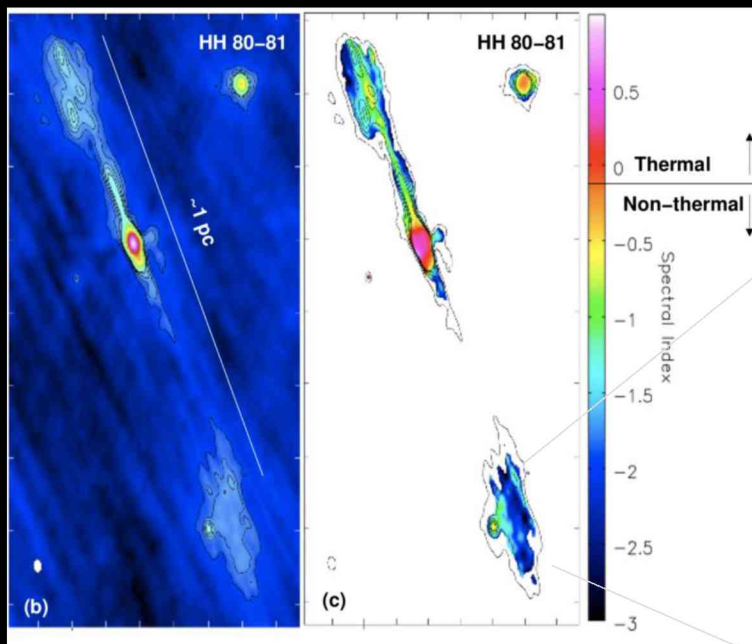 HH 80-81
~1 pc
(b)
HH 80-81
(c)
0.5
0
-0.5
-1
-1.5
-2
-2.5
-3
Thermal
Non-thermal
Spectral Index